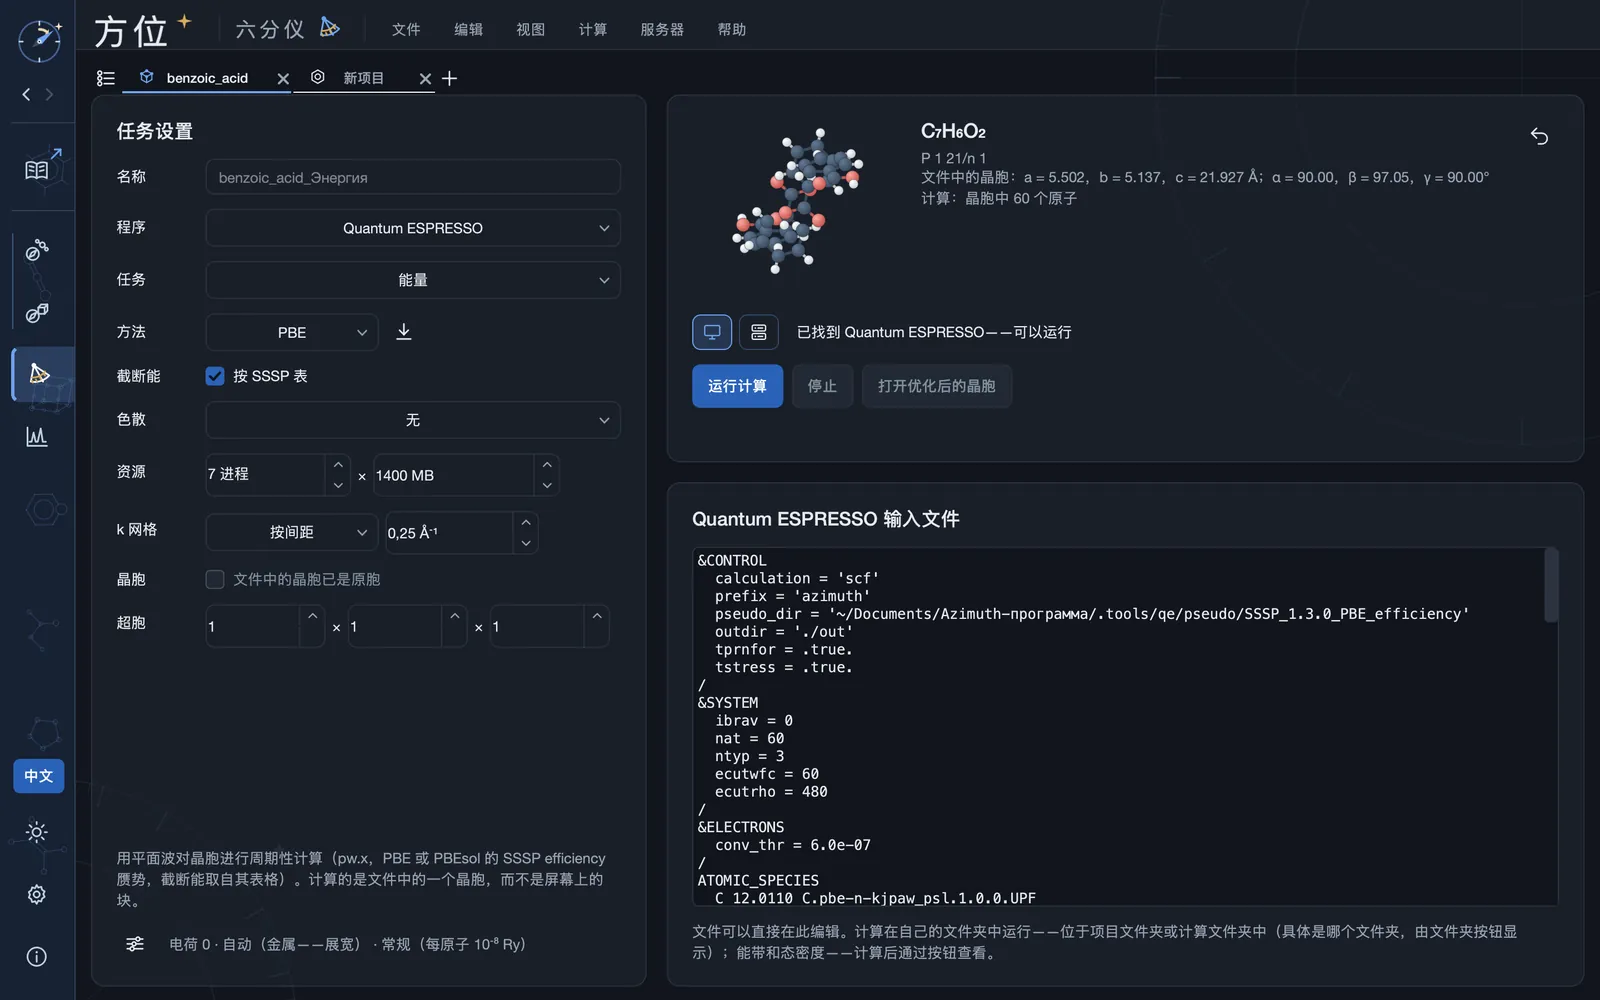 方位
六分仪
文件 编辑 视图 计算 服务器 帮助
benzoic_acid
新项目
任务设置
名称 benzoic_acid_Энергия
程序 Quantum ESPRESSO
任务 能量
方法 PBE
截断能 按 SSSP 表
色散 无
资源 7 进程 × 1400 MB
k 网格 按间距 0,25 Å⁻¹
晶胞 文件中的晶胞已是原胞
超胞 1 × 1 × 1
用平面波对晶胞进行周期性计算（pw.x，PBE 或 PBEsol 的 SSSP efficiency
赝势，截断能取自其表格）。计算的是文件中的一个晶胞，而不是屏幕上的
块。
电荷 0 · 自动（金属——展宽） · 常规（每原子 10⁻⁸ Ry）
中文
C₇H₆O₂
P 1 21/n 1
文件中的晶胞：a = 5.502，b = 5.137，c = 21.927 Å；α = 90.00，β = 97.05，γ = 90.00°
计算：晶胞中 60 个原子
已找到 Quantum ESPRESSO——可以运行
运行计算 停止 打开优化后的晶胞
Quantum ESPRESSO 输入文件
&CONTROL
calculation = 'scf'
prefix = 'azimuth'
pseudo_dir = '~/Documents/Azimuth-программа/.tools/qe/pseudo/SSSP_1.3.0_PBE_efficiency'
outdir = './out'
tprnfor = .true.
tstress = .true.
/
&SYSTEM
ibrav = 0
nat = 60
ntyp = 3
ecutwfc = 60
ecutrho = 480
/
&ELECTRONS
conv_thr = 6.0e-07
/
ATOMIC_SPECIES
C 12.0110 C.pbe-n-kjpaw_psl.1.0.0.UPF
文件可以直接在此编辑。计算在自己的文件夹中运行——位于项目文件夹或计算文件夹中（具体是哪个文件夹，由文件夹按钮显
示）；能带和态密度——计算后通过按钮查看。